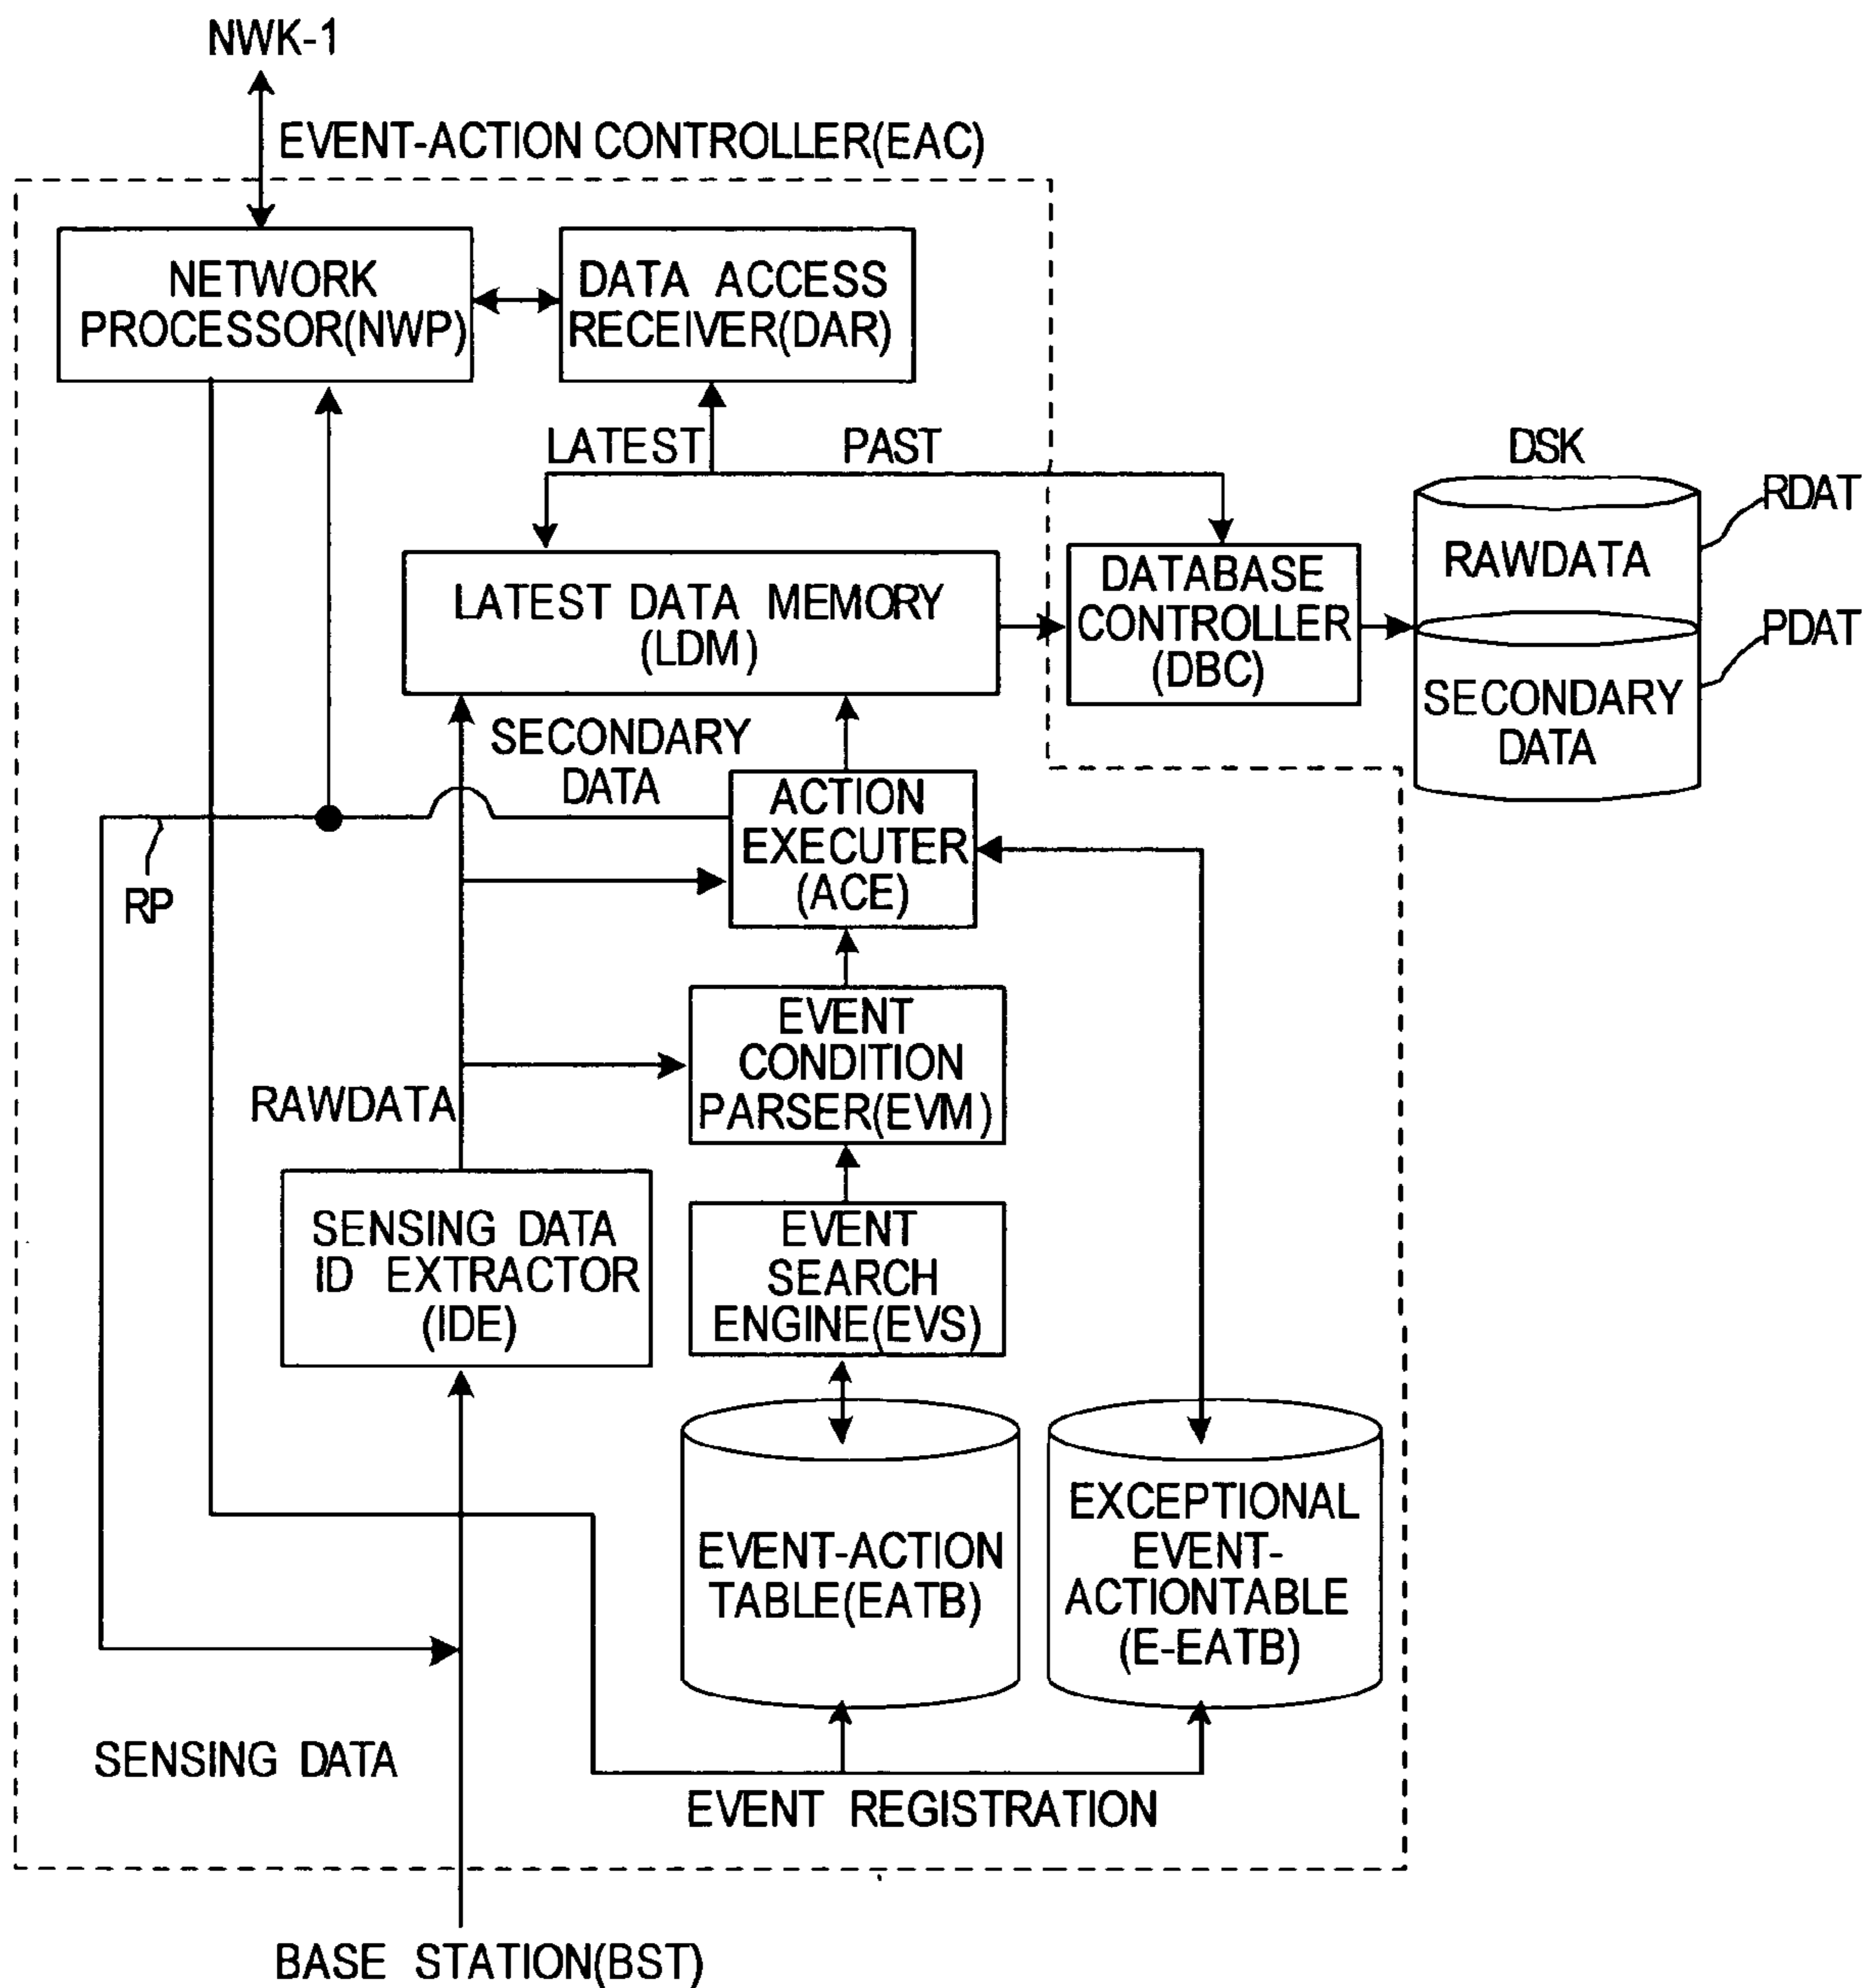 NWK-1
EVENT-ACTION CONTROLLER(EAC)
NETWORK
PROCESSOR(NWP)
DATA ACCESS
RECEIVER(DAR)
LATEST
PAST
DSK
RDAT
RAWDATA
PDAT
SECONDARY
DATA
LATEST DATA MEMORY
(LDM)
DATABASE
CONTROLLER
(DBC)
SECONDARY
DATA
ACTION
EXECUTER
(ACE)
RP
EVENT
CONDITION
PARSER(EVM)
RAWDATA
SENSING DATA
ID EXTRACTOR
(IDE)
EVENT
SEARCH
ENGINE(EVS)
EVENT-ACTION
TABLE(EATB)
EXCEPTIONAL
EVENT-
ACTIONTABLE
(E-EATB)
SENSING DATA
EVENT REGISTRATION
BASE STATION(BST)